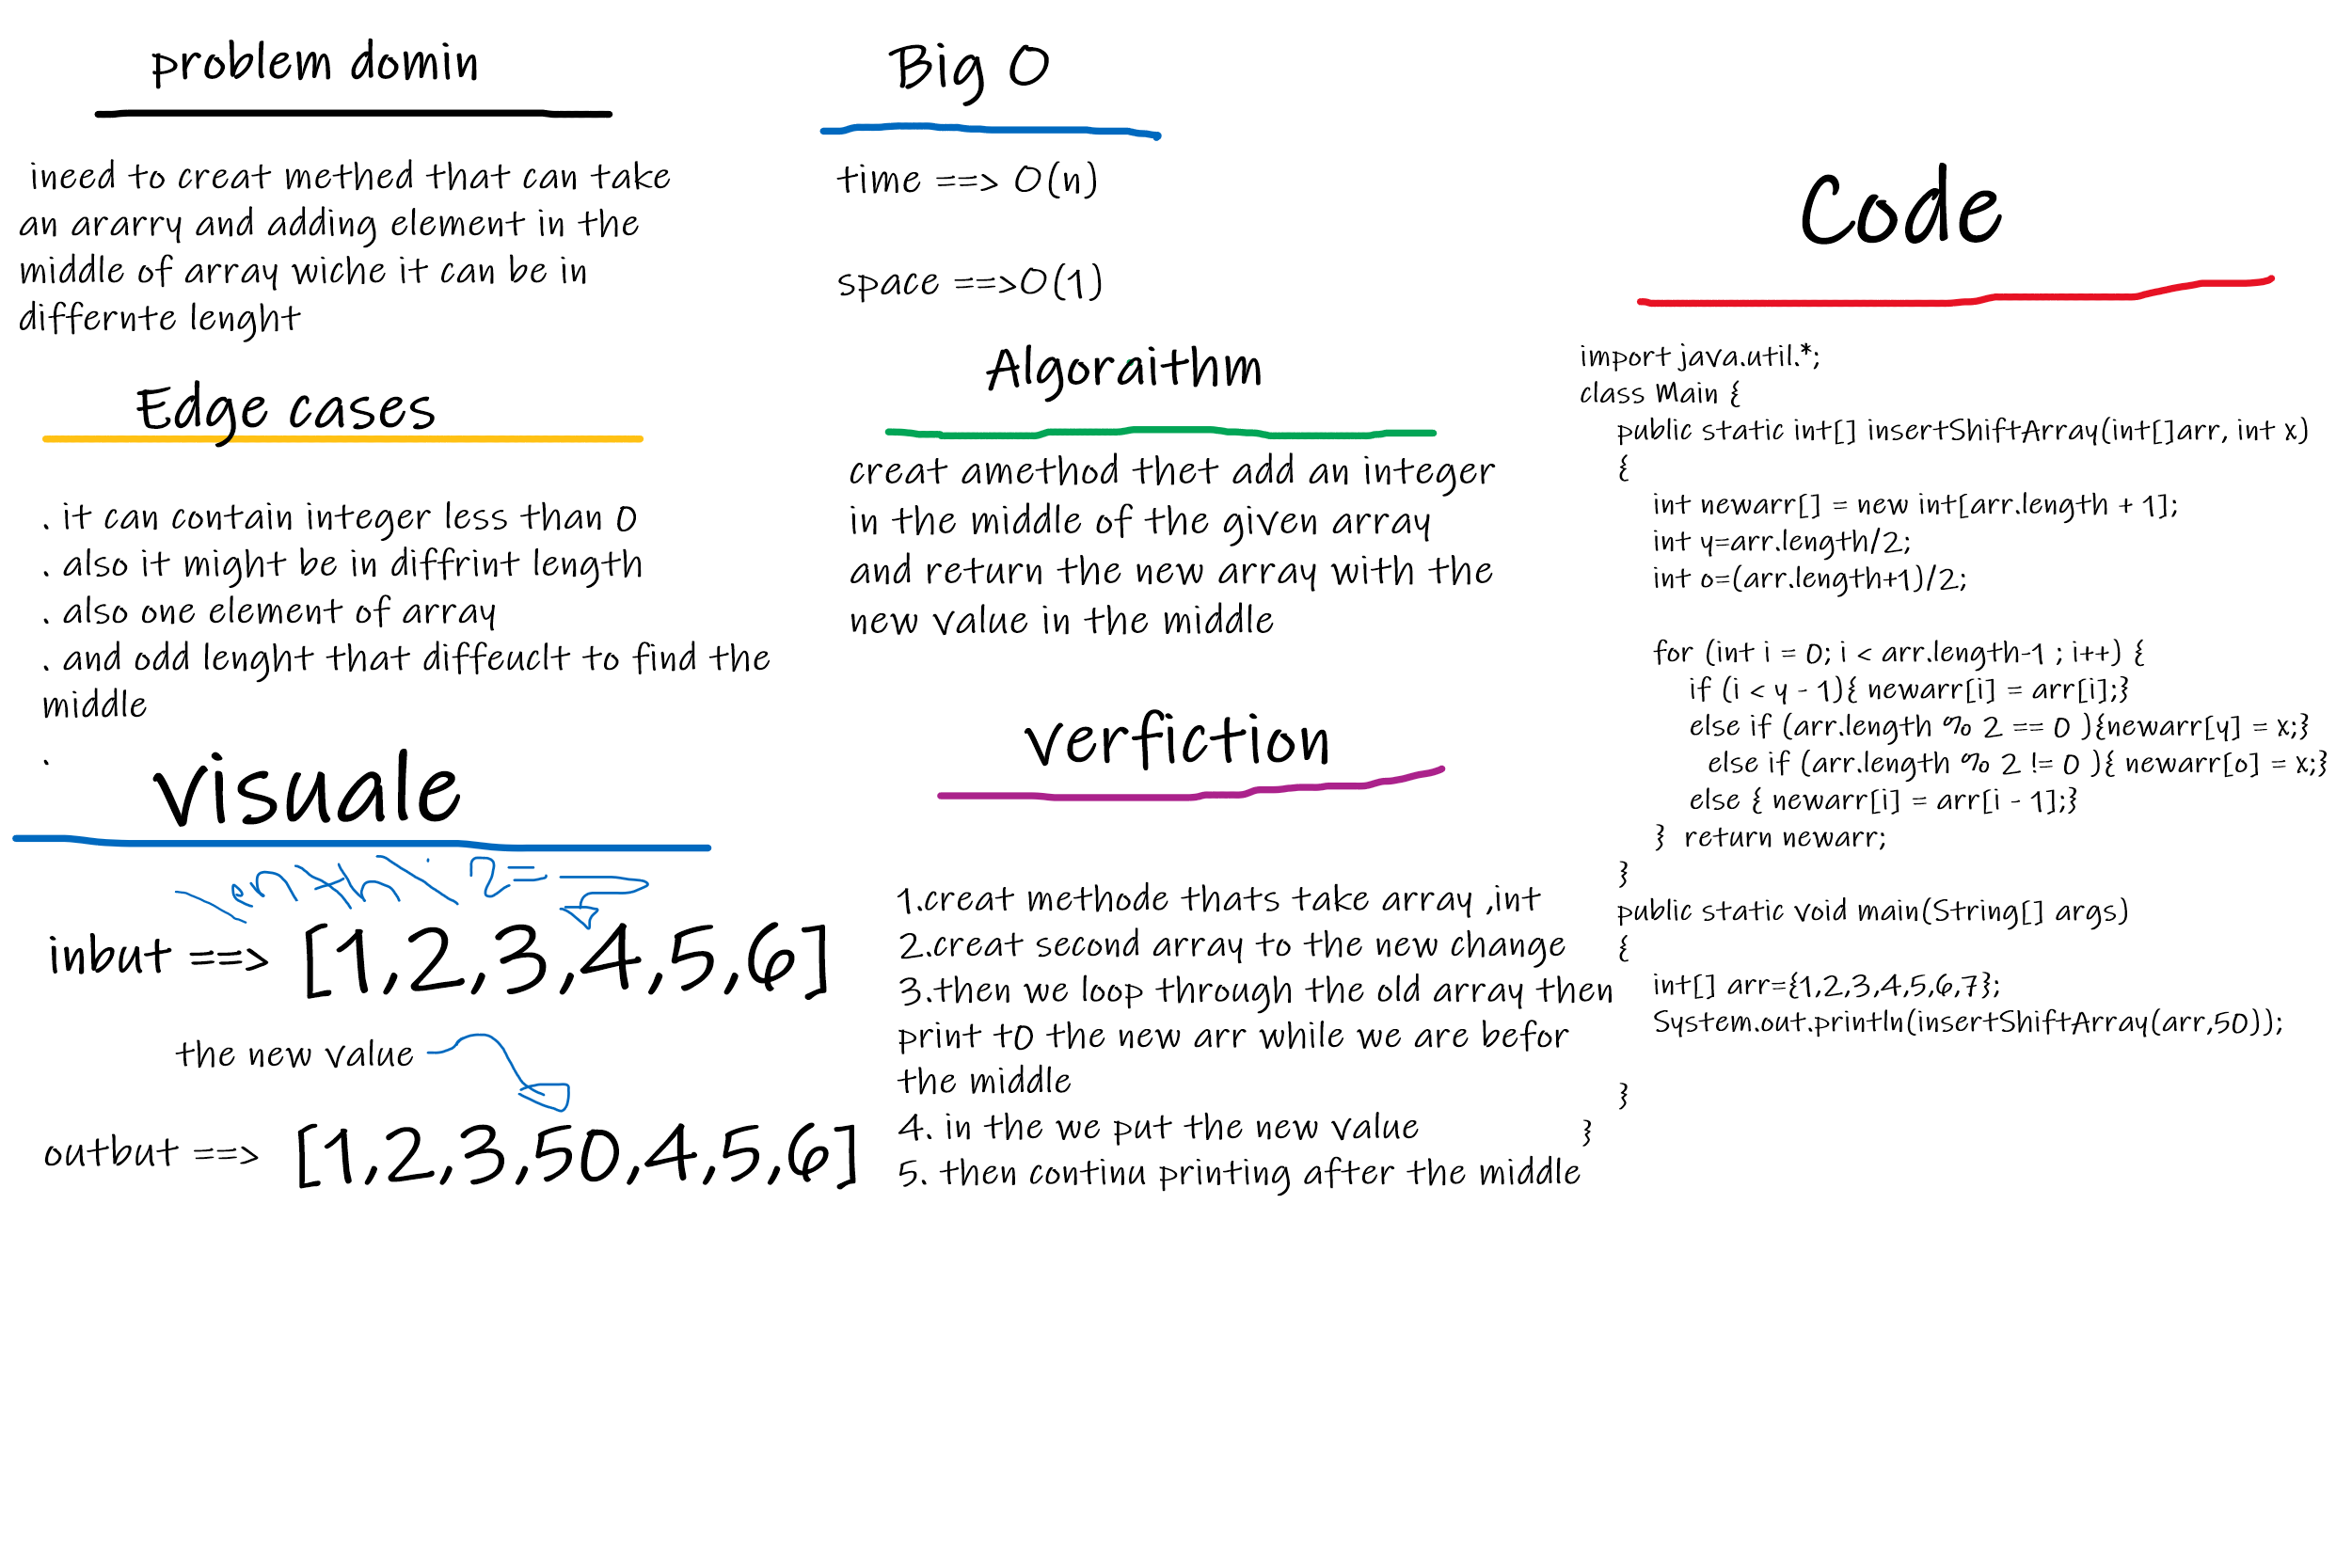 problem domin
ineed to creat methed that can take
an ararry and adding element in the
middle of array wiche it can be in
differnte lenght
Edge cases
. it can contain integer less than 0
. also it might be in diffrint length
. also one element of array
. and odd lenght that diffeuclt to find the
middle
.
visuale
length \ 2 =
inbut ==> [1,2,3,4,5,6]
the new value
outbut ==> [1,2,3,50,4,5,6]
Big O
time ==> O(n)
space ==>O(1)
Algoraithm
creat amethod thet add an integer
in the middle of the given array
and return the new array with the
new value in the middle
verfiction
1.creat methode thats take array ,int
2.creat second array to the new change
3.then we loop through the old array then
print t0 the new arr while we are befor
the middle
4. in the we put the new value
5. then continu printing after the middle
Code
import java.util.*;
class Main {
public static int[] insertShiftArray(int[]arr, int x)
{
int newarr[] = new int[arr.length + 1];
int y=arr.length/2;
int o=(arr.length+1)/2;
for (int i = 0; i < arr.length-1 ; i++) {
if (i < y - 1){ newarr[i] = arr[i];}
else if (arr.length % 2 == 0 ){newarr[y] = x;}
else if (arr.length % 2 != 0 ){ newarr[o] = x;}
else { newarr[i] = arr[i - 1];}
} return newarr;
}
public static void main(String[] args)
{
int[] arr={1,2,3,4,5,6,7};
System.out.println(insertShiftArray(arr,50));
}
}